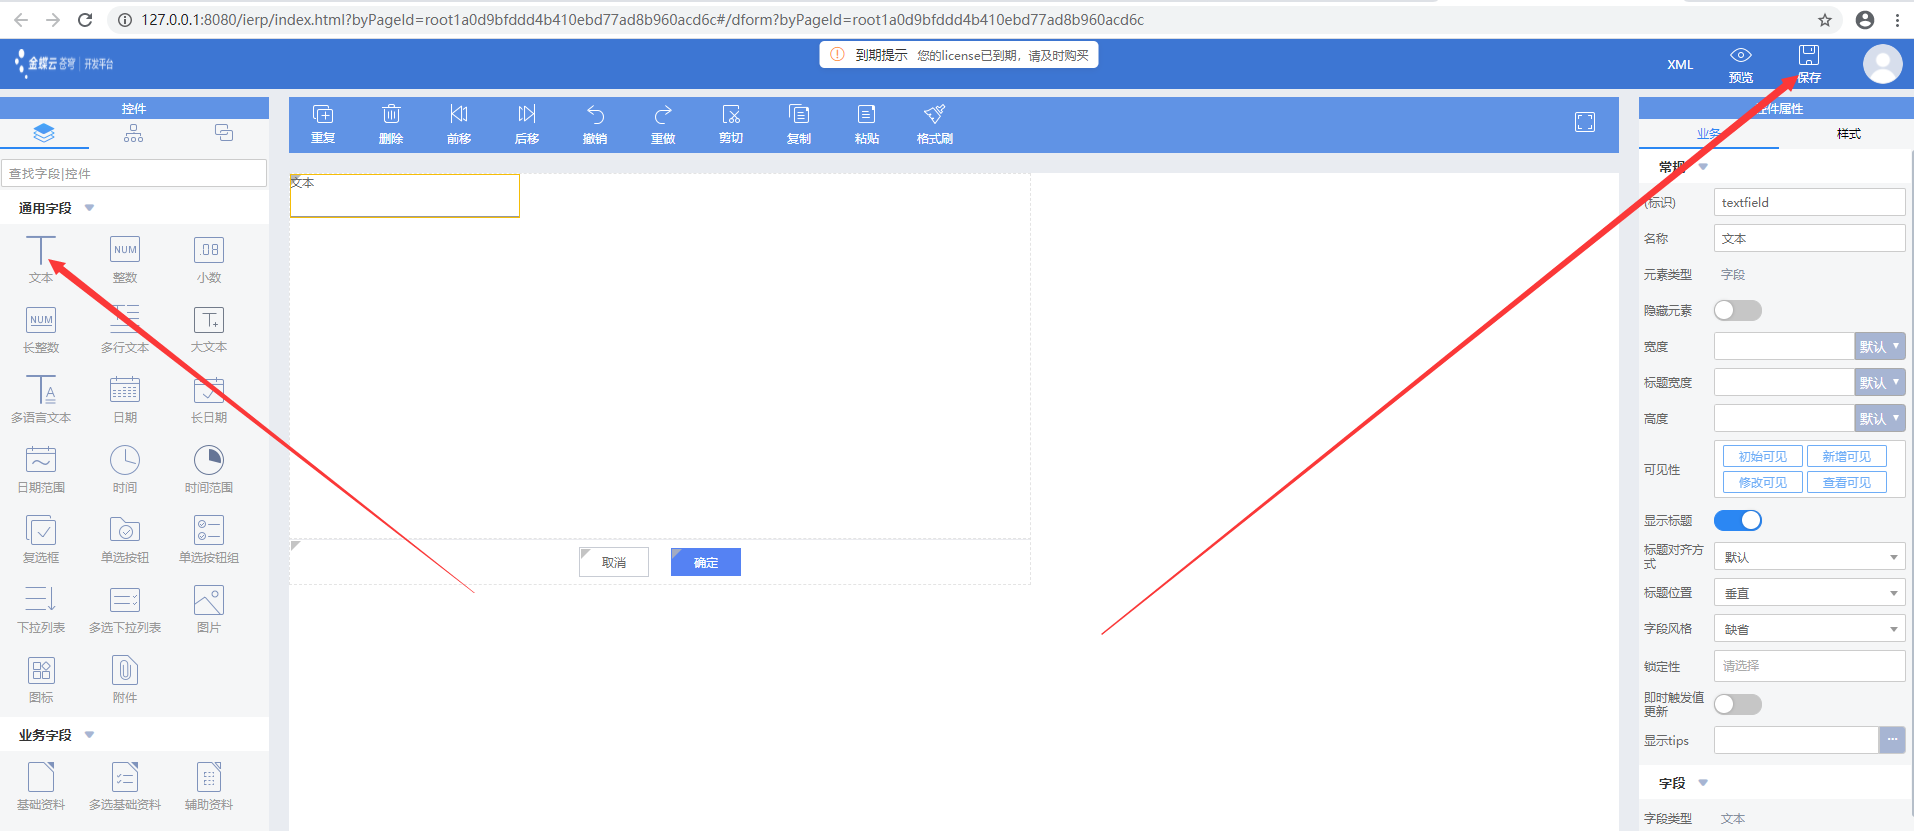 127.0.0.1:8080/ierp/index.html?byPageId=root1a0d9bfddd4b410ebd77ad8b960acd6c#/dform?byPageId=root1a0d9bfddd4b410ebd77ad8b960acd6c
金蝶云 苍穹 | 开发平台
到期提示 您的license已到期，请及时购买
XML
预览
保存
控件
查找字段|控件
通用字段
NUM .08
文本 整数 小数
NUM
长整数 多行文本 大文本
多语言文本 日期 长日期
日期范围 时间 时间范围
复选框 单选按钮 单选按钮组
下拉列表 多选下拉列表 图片
图标 附件
业务字段
基础资料 多选基础资料 辅助资料
重复 删除 前移 后移 撤销 重做 剪切 复制 粘贴 格式刷
文本
取消 确定
控件属性
业务 样式
常规
(标识) textfield
名称 文本
元素类型 字段
隐藏元素
宽度 默认
标题宽度 默认
高度 默认
可见性 初始可见 新增可见
修改可见 查看可见
显示标题
标题对齐方式 默认
标题位置 垂直
字段风格 缺省
锁定性 请选择
即时触发值更新
显示tips ...
字段
字段类型 文本